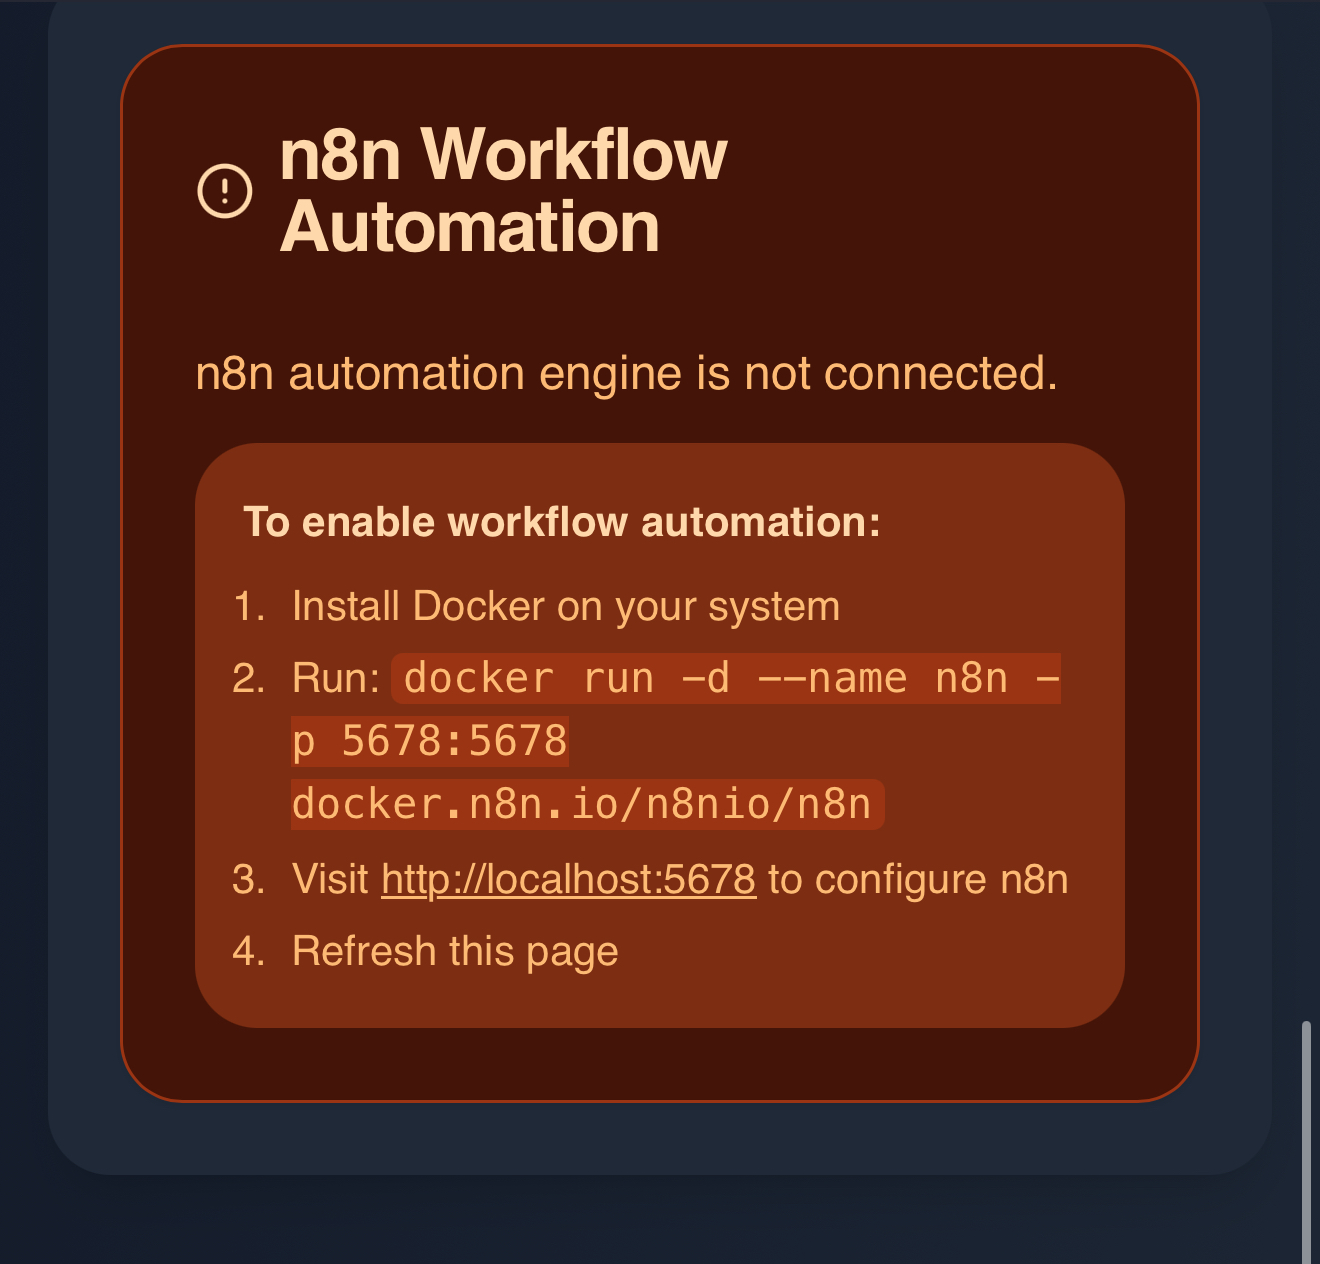 n8n Workflow
Automation
n8n automation engine is not connected.
To enable workflow automation:
1. Install Docker on your system
2. Run: docker run -d --name n8n -
p 5678:5678
docker.n8n.io/n8nio/n8n
3. Visit http://localhost:5678 to configure n8n
4. Refresh this page